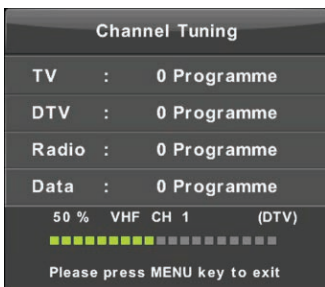 Channel Tuning
TV : 0 Programme
DTV : 0 Programme
Radio : 0 Programme
Data : 0 Programme
50 % VHF CH 1 (DTV)
Please press MENU key to exit